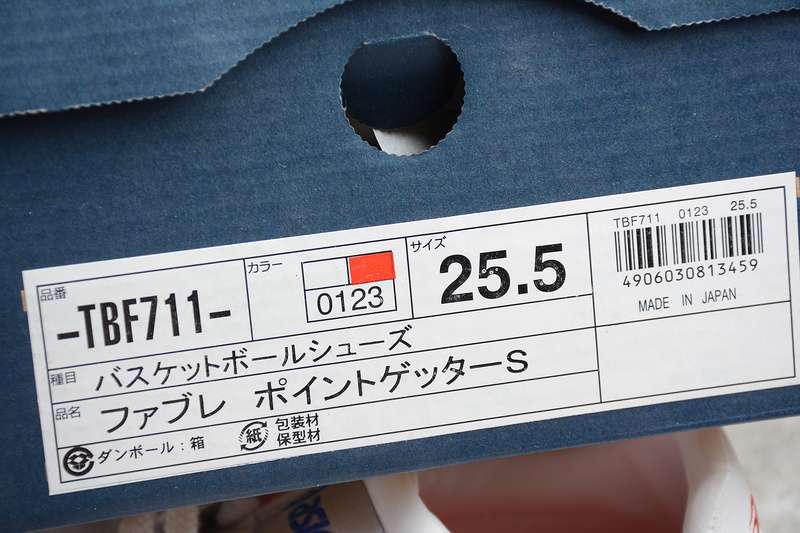 品番
-TBF711-
カラー
0123
サイズ
25.5
TBF711 0123 25.5
4906030813459
MADE IN JAPAN
種目 バスケットボールシューズ
品名 ファブレ ポイントゲッターS
ダンボール：箱
紙
包装材
保型材